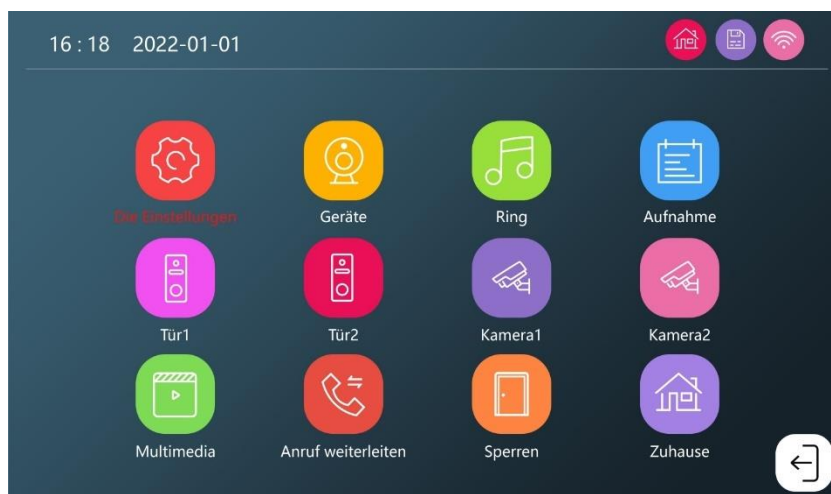 16 : 18 2022-01-01
Die Einstellungen Geräte Ring Aufnahme
Tür1 Tür2 Kamera1 Kamera2
Multimedia Anruf weiterleiten Sperren Zuhause